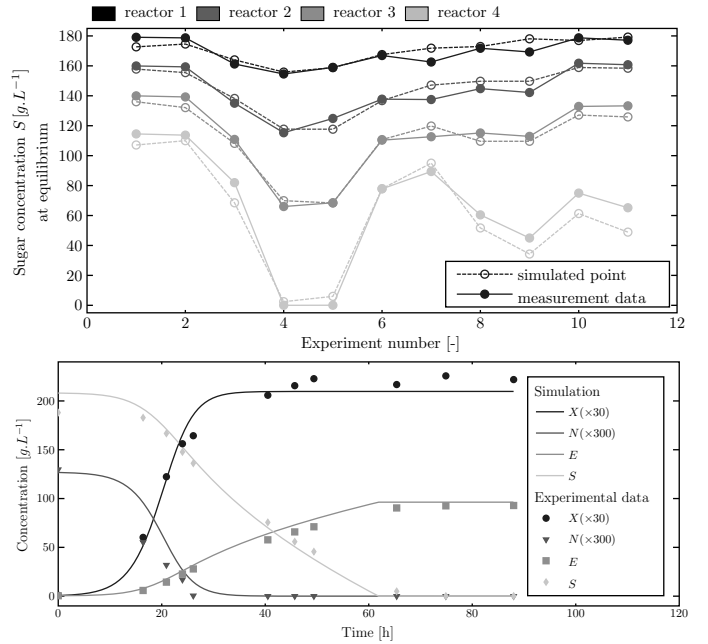 reactor 1 reactor 2 reactor 3 reactor 4
180
160
140
120
100
80
60
40
20
0
Sugar concentration S [g.L⁻¹]
at equilibrium
simulated point
measurement data
0 2 4 6 8 10 12
Experiment number [-]
200
150
100
50
0
Concentration [g.L⁻¹]
Simulation
X(×30)
N(×300)
E
S
Experimental data
X(×30)
N(×300)
E
S
0 20 40 60 80 100 120
Time [h]